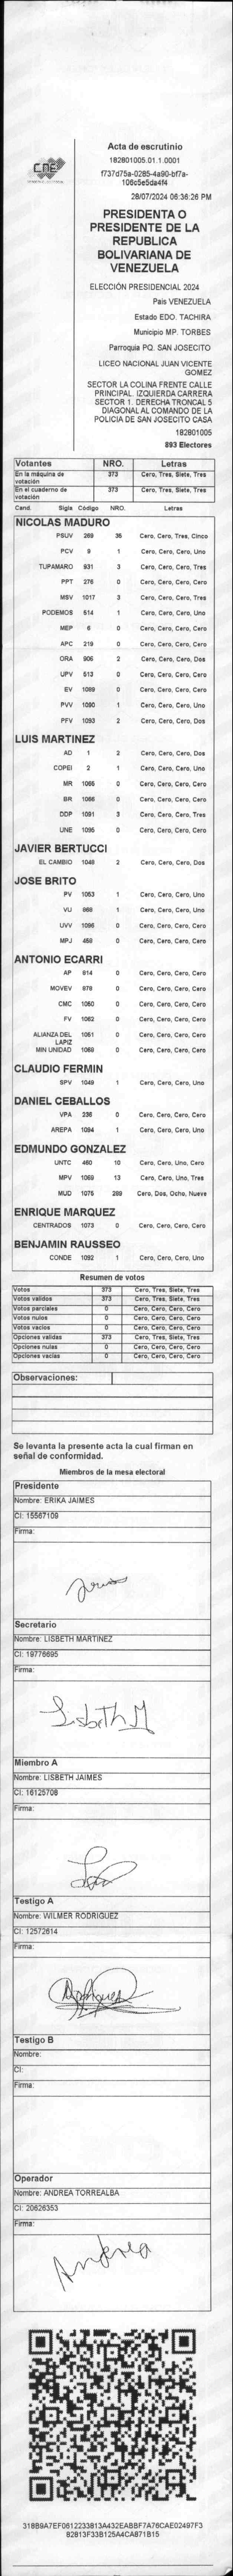 Acta de escrutinio
182801005.01.1.0001
f737d75a-0285-4a90-bf7a-
106c5e5da4f4
28/07/2024 06:36:26 PM
CNE
PRESIDENTA O
PRESIDENTE DE LA
REPUBLICA
BOLIVARIANA DE
VENEZUELA
ELECCIÓN PRESIDENCIAL 2024
Pais VENEZUELA
Estado EDO. TACHIRA
Municipio MP. TORBES
Parroquia PQ. SAN JOSECITO
LICEO NACIONAL JUAN VICENTE
GOMEZ
SECTOR LA COLINA FRENTE CALLE
PRINCIPAL. IZQUIERDA CARRERA
SECTOR 1. DERECHA TRONCAL 5
DIAGONAL AL COMANDO DE LA
POLICIA DE SAN JOSECITO CASA
182801005
893 Electores
Votantes NRO. Letras
En la máquina de votación 373 Cero, Tres, Siete, Tres
En el cuaderno de votación 373 Cero, Tres, Siete, Tres
Cand. Sigla Código NRO. Letras
NICOLAS MADURO
PSUV 269 35 Cero, Cero, Tres, Cinco
PCV 9 1 Cero, Cero, Cero, Uno
TUPAMARO 931 3 Cero, Cero, Cero, Tres
PPT 276 0 Cero, Cero, Cero, Cero
MSV 1017 3 Cero, Cero, Cero, Tres
PODEMOS 514 1 Cero, Cero, Cero, Uno
MEP 6 0 Cero, Cero, Cero, Cero
APC 219 0 Cero, Cero, Cero, Cero
ORA 906 2 Cero, Cero, Cero, Dos
UPV 513 0 Cero, Cero, Cero, Cero
EV 1089 0 Cero, Cero, Cero, Cero
PVV 1090 1 Cero, Cero, Cero, Uno
PFV 1093 2 Cero, Cero, Cero, Dos
LUIS MARTINEZ
AD 1 2 Cero, Cero, Cero, Dos
COPEI 2 1 Cero, Cero, Cero, Uno
MR 1065 0 Cero, Cero, Cero, Cero
BR 1066 0 Cero, Cero, Cero, Cero
DDP 1091 3 Cero, Cero, Cero, Tres
UNE 1095 0 Cero, Cero, Cero, Cero
JAVIER BERTUCCI
EL CAMBIO 1048 2 Cero, Cero, Cero, Dos
JOSE BRITO
PV 1053 1 Cero, Cero, Cero, Uno
VU 868 1 Cero, Cero, Cero, Uno
UVV 1096 0 Cero, Cero, Cero, Cero
MPJ 458 0 Cero, Cero, Cero, Cero
ANTONIO ECARRI
AP 814 0 Cero, Cero, Cero, Cero
MOVEV 878 0 Cero, Cero, Cero, Cero
CMC 1050 0 Cero, Cero, Cero, Cero
FV 1062 0 Cero, Cero, Cero, Cero
ALIANZA DEL LAPIZ 1051 0 Cero, Cero, Cero, Cero
MIN UNIDAD 1068 0 Cero, Cero, Cero, Cero
CLAUDIO FERMIN
SPV 1049 1 Cero, Cero, Cero, Uno
DANIEL CEBALLOS
VPA 236 0 Cero, Cero, Cero, Cero
AREPA 1094 1 Cero, Cero, Cero, Uno
EDMUNDO GONZALEZ
UNTC 460 10 Cero, Cero, Uno, Cero
MPV 1069 13 Cero, Cero, Uno, Tres
MUD 1075 289 Cero, Dos, Ocho, Nueve
ENRIQUE MARQUEZ
CENTRADOS 1073 0 Cero, Cero, Cero, Cero
BENJAMIN RAUSSEO
CONDE 1092 1 Cero, Cero, Cero, Uno
Resumen de votos
Votos 373 Cero, Tres, Siete, Tres
Votos validos 373 Cero, Tres, Siete, Tres
Votos parciales 0 Cero, Cero, Cero, Cero
Votos nulos 0 Cero, Cero, Cero, Cero
Votos vacios 0 Cero, Cero, Cero, Cero
Opciones validas 373 Cero, Tres, Siete, Tres
Opciones nulas 0 Cero, Cero, Cero, Cero
Opciones vacias 0 Cero, Cero, Cero, Cero
Observaciones:
Se levanta la presente acta la cual firman en
señal de conformidad.
Miembros de la mesa electoral
Presidente
Nombre: ERIKA JAIMES
CI: 15567109
Firma:
Secretario
Nombre: LISBETH MARTINEZ
CI: 19776695
Firma:
Lisbeth M
Miembro A
Nombre: LISBETH JAIMES
CI: 16125708
Firma:
Testigo A
Nombre: WILMER RODRIGUEZ
CI: 12572614
Firma:
Testigo B
Nombre:
CI:
Firma:
Operador
Nombre: ANDREA TORREALBA
CI: 20626353
Firma:
Andrea
318B9A7EF0612233813A432EABBF7A76CAE02497F3
82813F33B125A4CA871B15